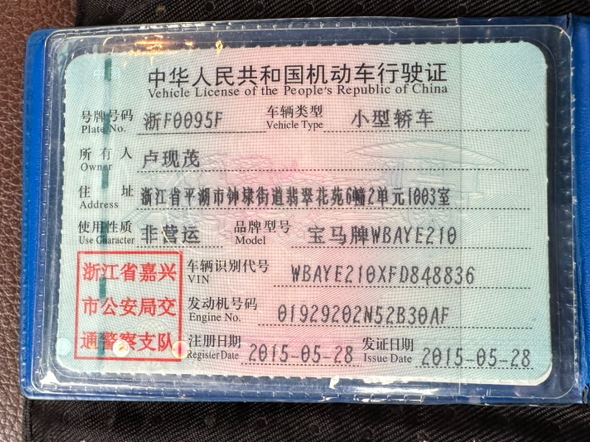 中华人民共和国机动车行驶证
Vehicle License of the People's Republic of China
号牌号码 浙F0095F 车辆类型 小型轿车
Plate No. Vehicle Type
所有人 卢现茂
Owner
住址 浙江省平湖市钟埭街道翡翠花苑6幢2单元1003室
Address
使用性质 非营运 品牌型号 宝马牌WBAYE210
Use Character Model
浙江省嘉兴 车辆识别代号 WBAYE210XFD848836
VIN
市公安局交 发动机号码 01929202N52B30AF
Engine No.
通警察支队 注册日期 2015-05-28 发证日期 2015-05-28
Register Date Issue Date